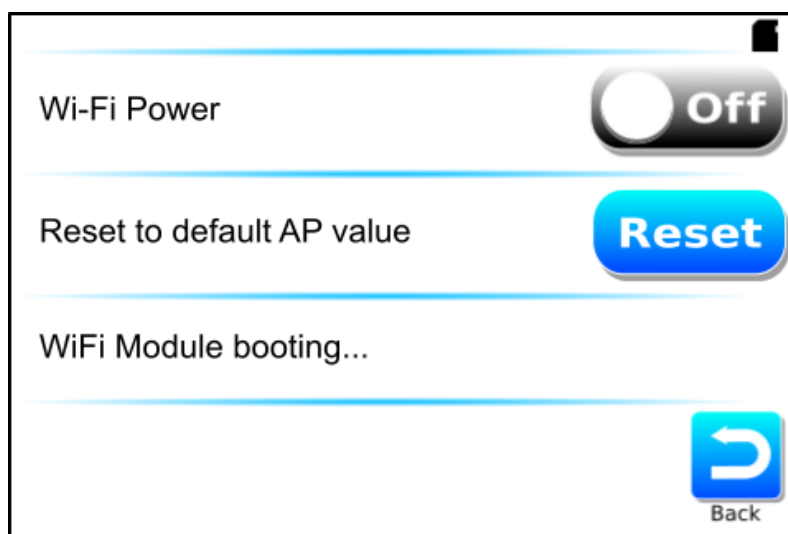 Wi-Fi Power
Off
Reset to default AP value
Reset
WiFi Module booting...
Back